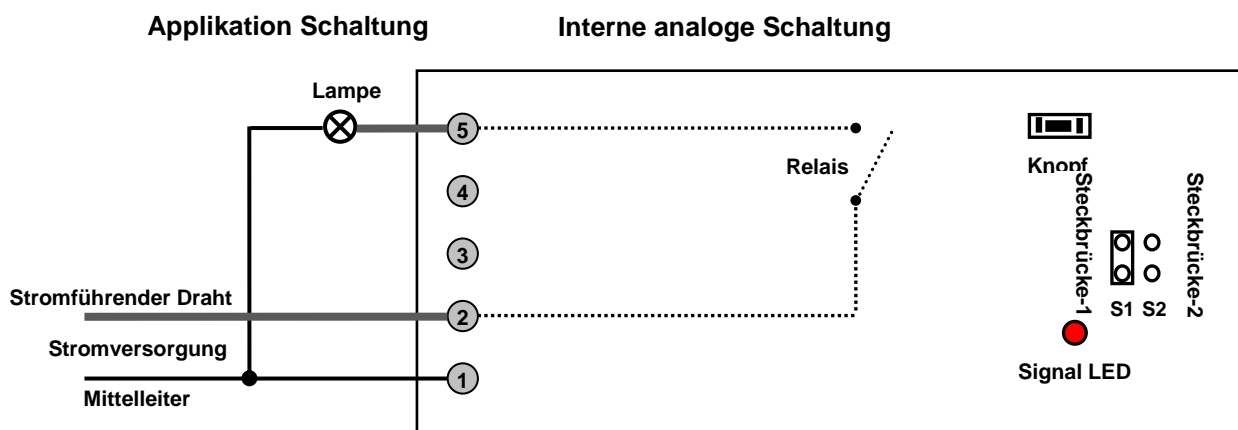 Applikation Schaltung
Interne analoge Schaltung
Lampe
5
Relais
Knopf
4
Steckbrücke-1
Steckbrücke-2
3
S1 S2
Stromführender Draht
2
Stromversorgung
1
Signal LED
Mittelleiter